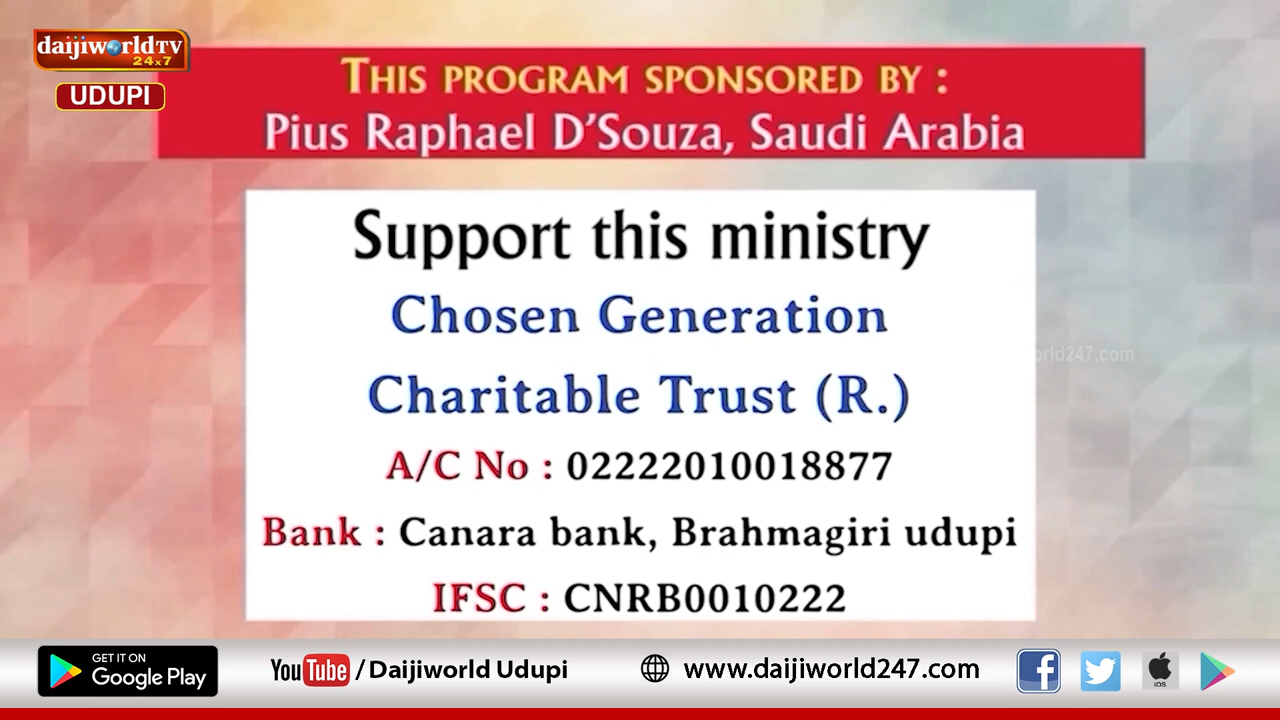 daijiworldTV
24x7
UDUPI
THIS PROGRAM SPONSORED BY :
Pius Raphael D'Souza, Saudi Arabia
Support this ministry
Chosen Generation
Charitable Trust (R.)
A/C No : 02222010018877
Bank : Canara bank, Brahmagiri udupi
IFSC : CNRB0010222
GET IT ON
Google Play
YouTube /Daijiworld Udupi
www.daijiworld247.com
iOS